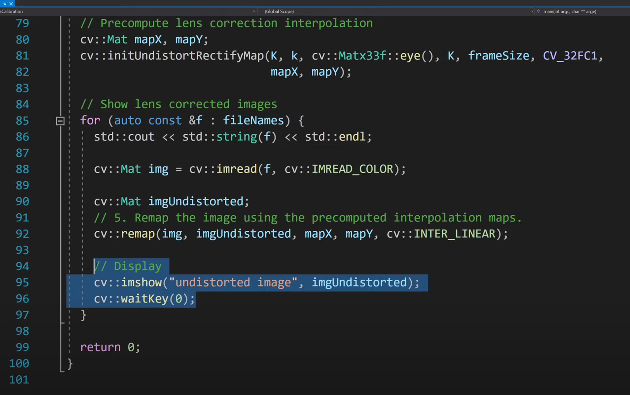 (Global Scope)
79 // Precompute lens correction interpolation
80 cv::Mat mapX, mapY;
81 cv::initUndistortRectifyMap(K, k, cv::Matx33f::eye(), K, frameSize, CV_32FC1,
82 mapX, mapY);
83
84 // Show lens corrected images
85 for (auto const &f : fileNames) {
86 std::cout << std::string(f) << std::endl;
87
88 cv::Mat img = cv::imread(f, cv::IMREAD_COLOR);
89
90 cv::Mat imgUndistorted;
91 // 5. Remap the image using the precomputed interpolation maps.
92 cv::remap(img, imgUndistorted, mapX, mapY, cv::INTER_LINEAR);
93
94 // Display
95 cv::imshow("undistorted image", imgUndistorted);
96 cv::waitKey(0);
97 }
98
99 return 0;
100 }
101